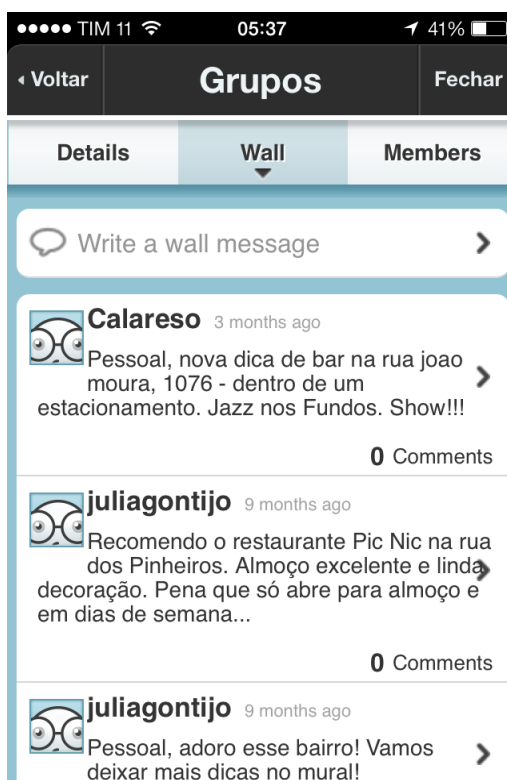 TIM 11 05:37 41%
Voltar Grupos Fechar
Details Wall Members
Write a wall message
Calareso 3 months ago
Pessoal, nova dica de bar na rua joao
moura, 1076 - dentro de um
estacionamento. Jazz nos Fundos. Show!!!
0 Comments
juliagontijo 9 months ago
Recomendo o restaurante Pic Nic na rua
dos Pinheiros. Almoço excelente e linda
decoração. Pena que só abre para almoço e
em dias de semana...
0 Comments
juliagontijo 9 months ago
Pessoal, adoro esse bairro! Vamos
deixar mais dicas no mural!